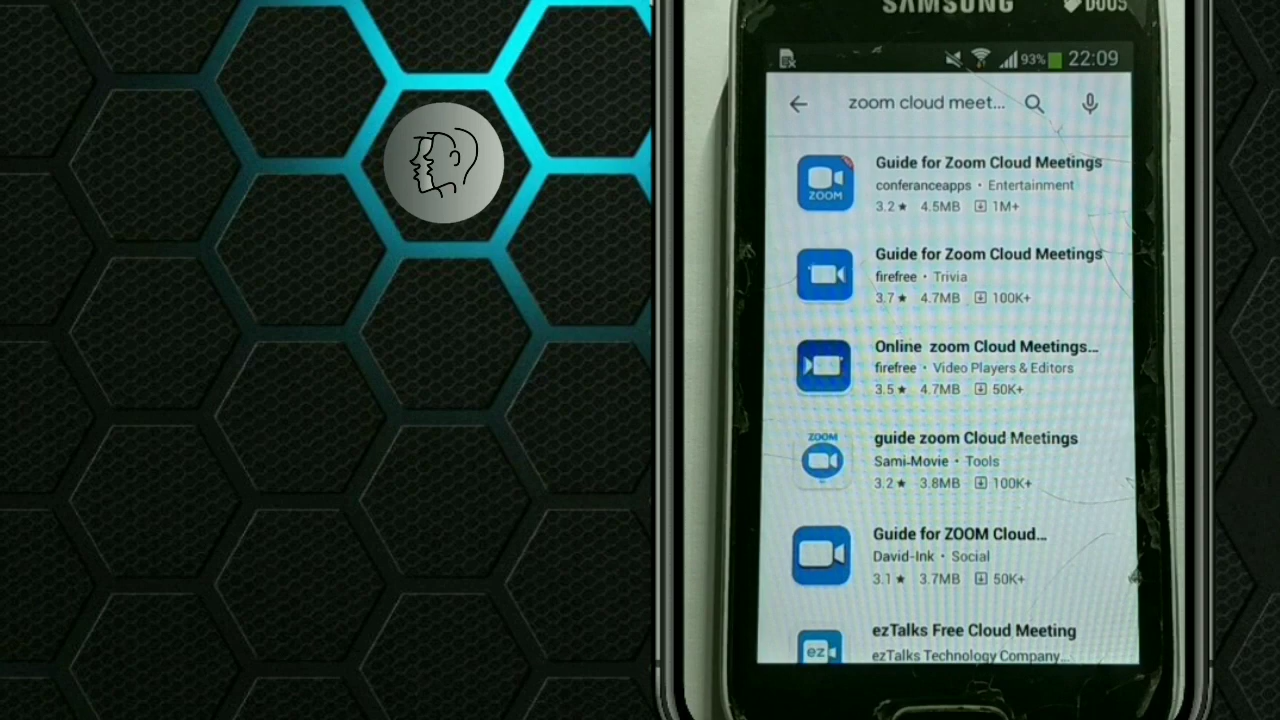 SAMSUNG DUOS
93% 22:09
zoom cloud meet...
Guide for Zoom Cloud Meetings
conferanceapps • Entertainment
3.2★ 4.5MB 1M+
ZOOM
Guide for Zoom Cloud Meetings
firefree • Trivia
3.7★ 4.7MB 100K+
Online zoom Cloud Meetings...
firefree • Video Players & Editors
3.5★ 4.7MB 50K+
ZOOM
guide zoom Cloud Meetings
Sami-Movie • Tools
3.2★ 3.8MB 100K+
Guide for ZOOM Cloud...
David-Ink • Social
3.1★ 3.7MB 50K+
ez
ezTalks Free Cloud Meeting
ezTalks Technology Company...